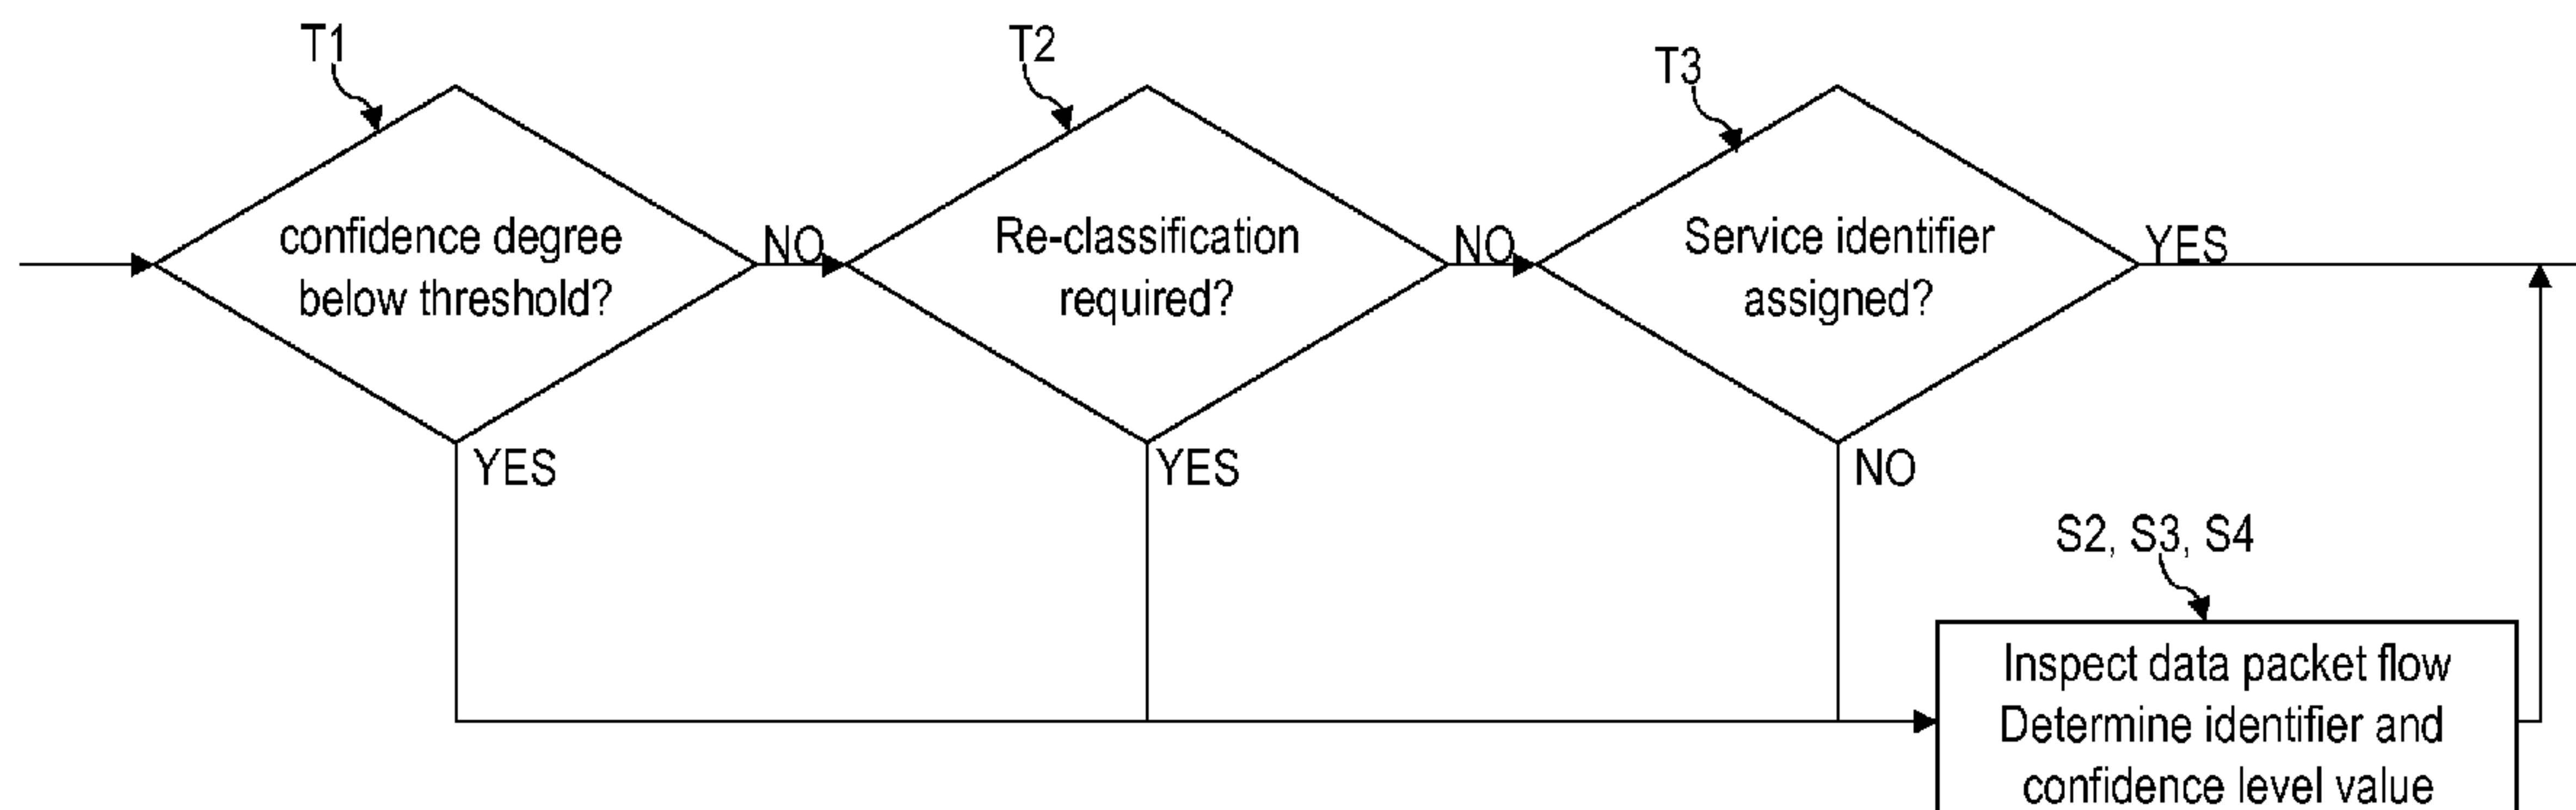 T1
T2
T3
confidence degree
below threshold?
NO
Re-classification
required?
NO
Service identifier
assigned?
YES
YES
YES
NO
S2, S3, S4
Inspect data packet flow
Determine identifier and
confidence level value